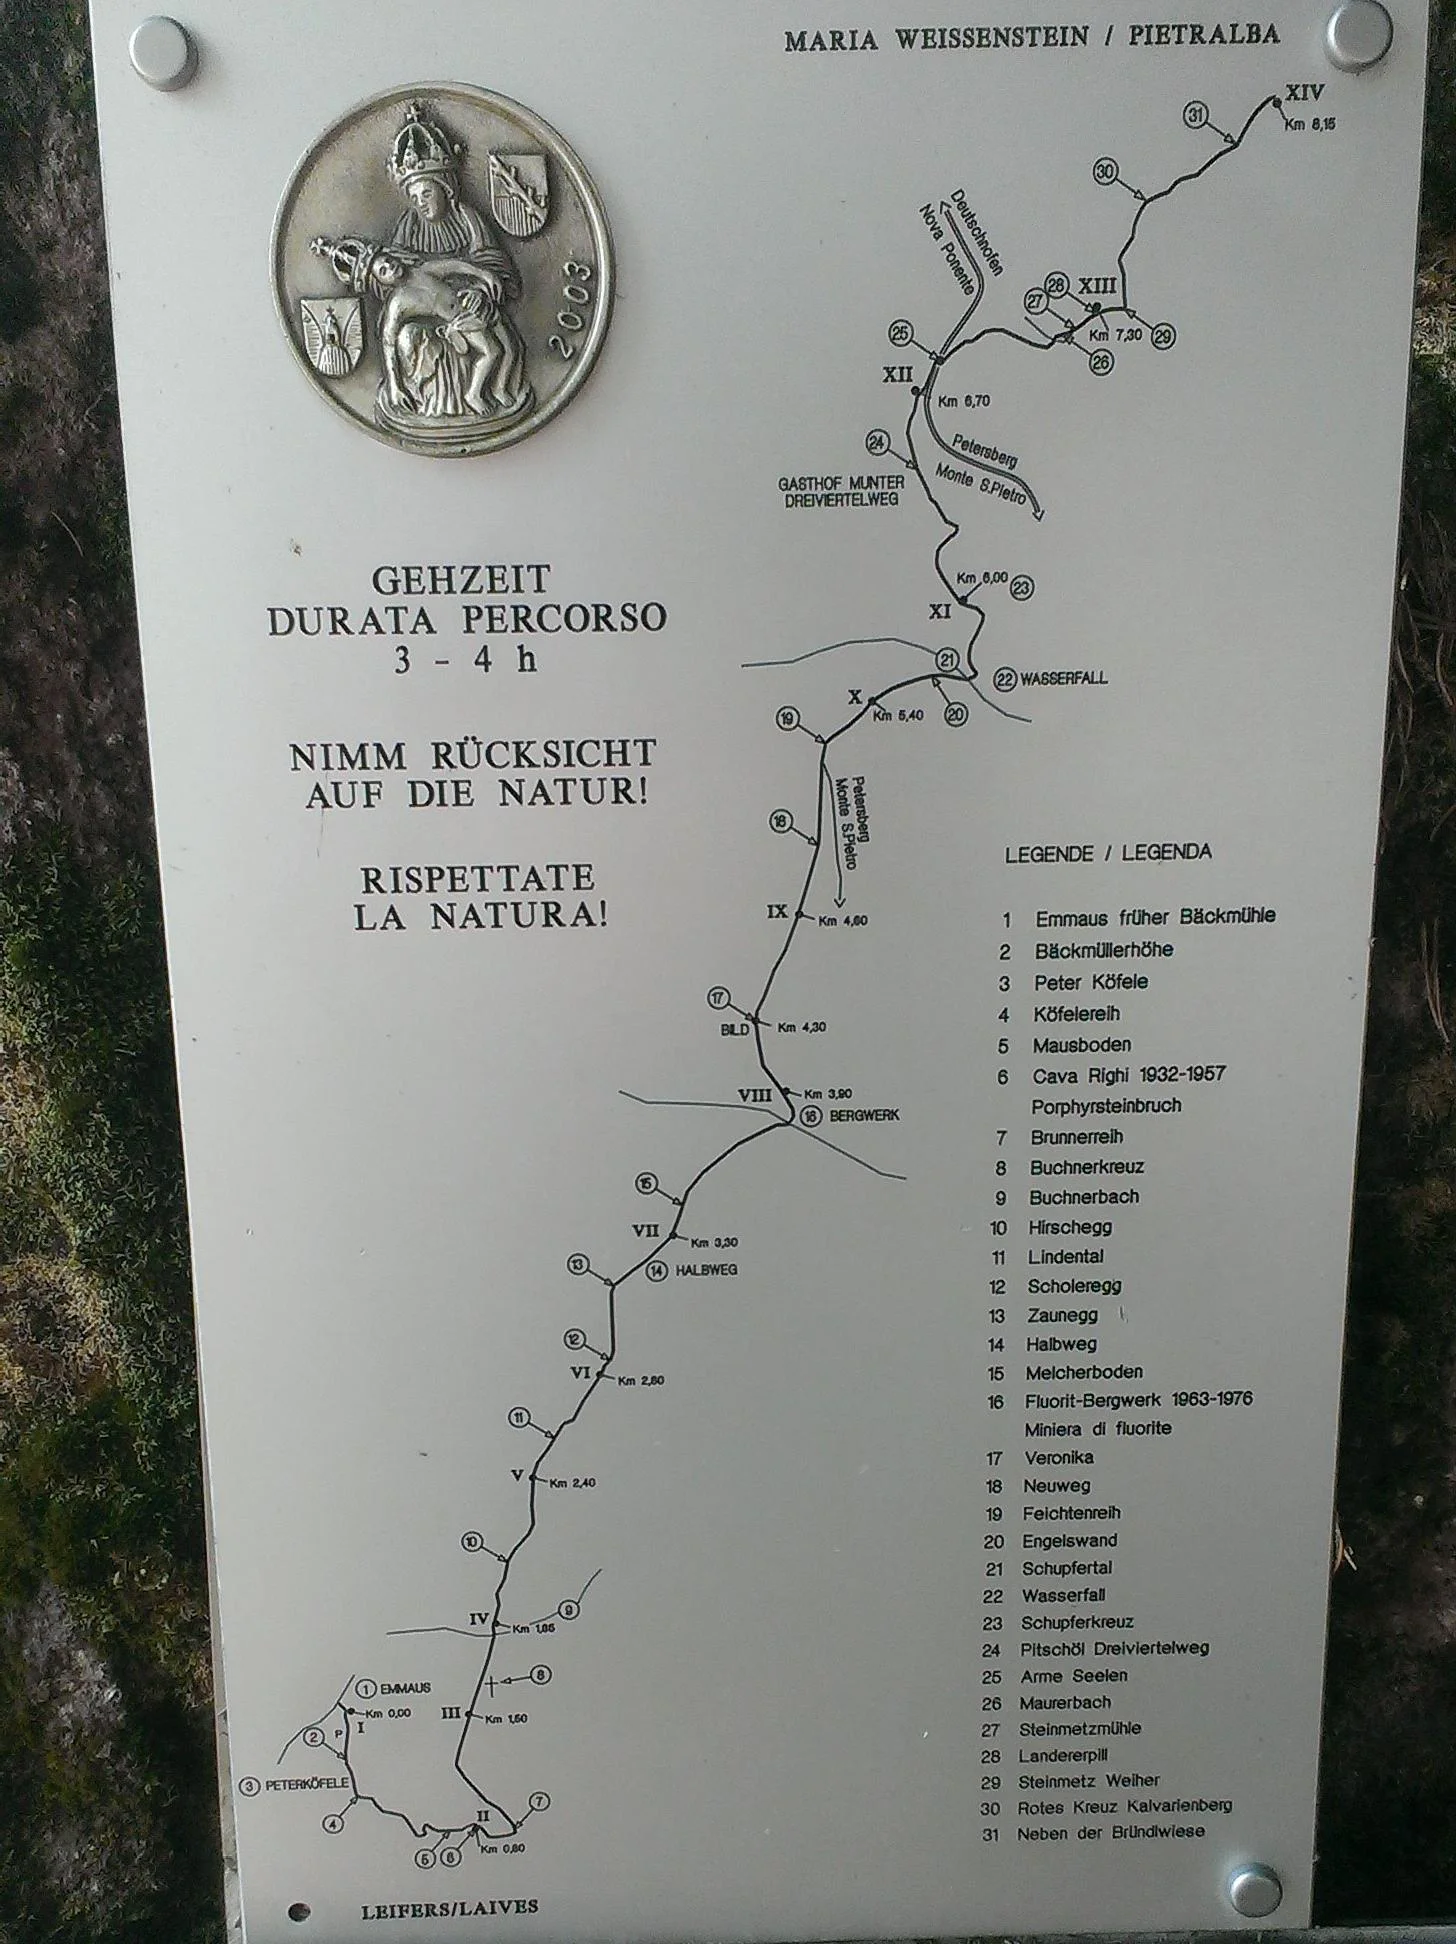 MARIA WEISSENSTEIN / PIETRALBA
XIV
Km 8,15
31
30
Deutschnofen
Nova Ponente
28
XIII
27
Km 7,30
29
26
25
XII
Km 6,70
24
Petersberg
Monte S.Pietro
GASTHOF MUNTER
DREIVIERTELWEG
Km 6,00
23
XI
21
22 WASSERFALL
X
Km 5,40
20
19
Petersberg
Monte S.Pietro
18
IX
Km 4,60
17
BILD
Km 4,30
VIII
Km 3,90
16 BERGWERK
15
VII
Km 3,30
14 HALBWEG
13
12
VI
Km 2,80
11
V
Km 2,40
10
IV
Km 1,85
9
8
III
Km 1,50
1 EMMAUS
Km 0,00
I
P
2
3 PETERKÖFELE
4
5
6
II
Km 0,80
7
LEIFERS/LAIVES
2003
GEHZEIT
DURATA PERCORSO
3 - 4 h
NIMM RÜCKSICHT
AUF DIE NATUR!
RISPETTATE
LA NATURA!
LEGENDE / LEGENDA
1 Emmaus früher Bäckmühle
2 Bäckmüllerhöhe
3 Peter Köfele
4 Köfelereih
5 Mausboden
6 Cava Righi 1932-1957
Porphyrsteinbruch
7 Brunnerreih
8 Buchnerkreuz
9 Buchnerbach
10 Hirschegg
11 Lindental
12 Scholeregg
13 Zaunegg
14 Halbweg
15 Melcherboden
16 Fluorit-Bergwerk 1963-1976
Miniera di fluorite
17 Veronika
18 Neuweg
19 Feichtenreih
20 Engelswand
21 Schupfertal
22 Wasserfall
23 Schupferkreuz
24 Pitschöl Dreiviertelweg
25 Arme Seelen
26 Maurerbach
27 Steinmetzmühle
28 Landererpill
29 Steinmetz Weiher
30 Rotes Kreuz Kalvarienberg
31 Neben der Bründlwiese